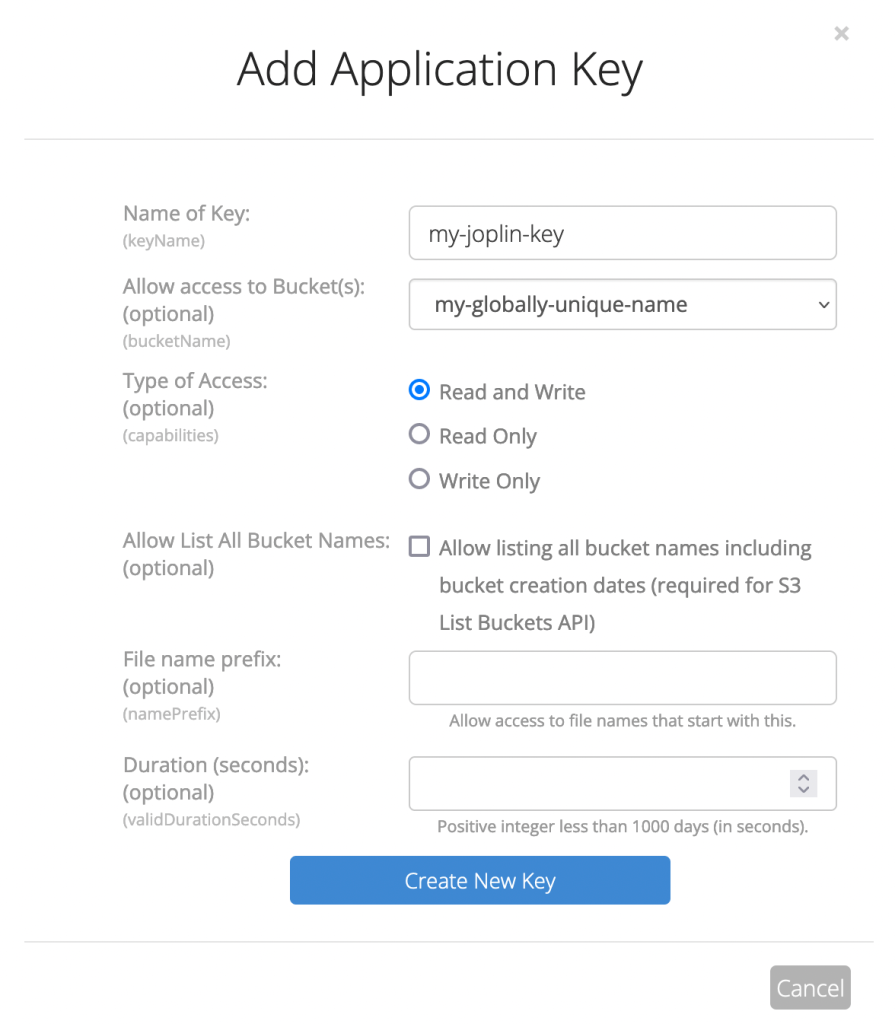 ×
Add Application Key
Name of Key:
(keyName)
my-joplin-key
Allow access to Bucket(s):
(optional)
(bucketName)
my-globally-unique-name
Type of Access:
(optional)
(capabilities)
Read and Write
Read Only
Write Only
Allow List All Bucket Names:
(optional)
Allow listing all bucket names including
bucket creation dates (required for S3
List Buckets API)
File name prefix:
(optional)
(namePrefix)
Allow access to file names that start with this.
Duration (seconds):
(optional)
(validDurationSeconds)
Positive integer less than 1000 days (in seconds).
Create New Key
Cancel